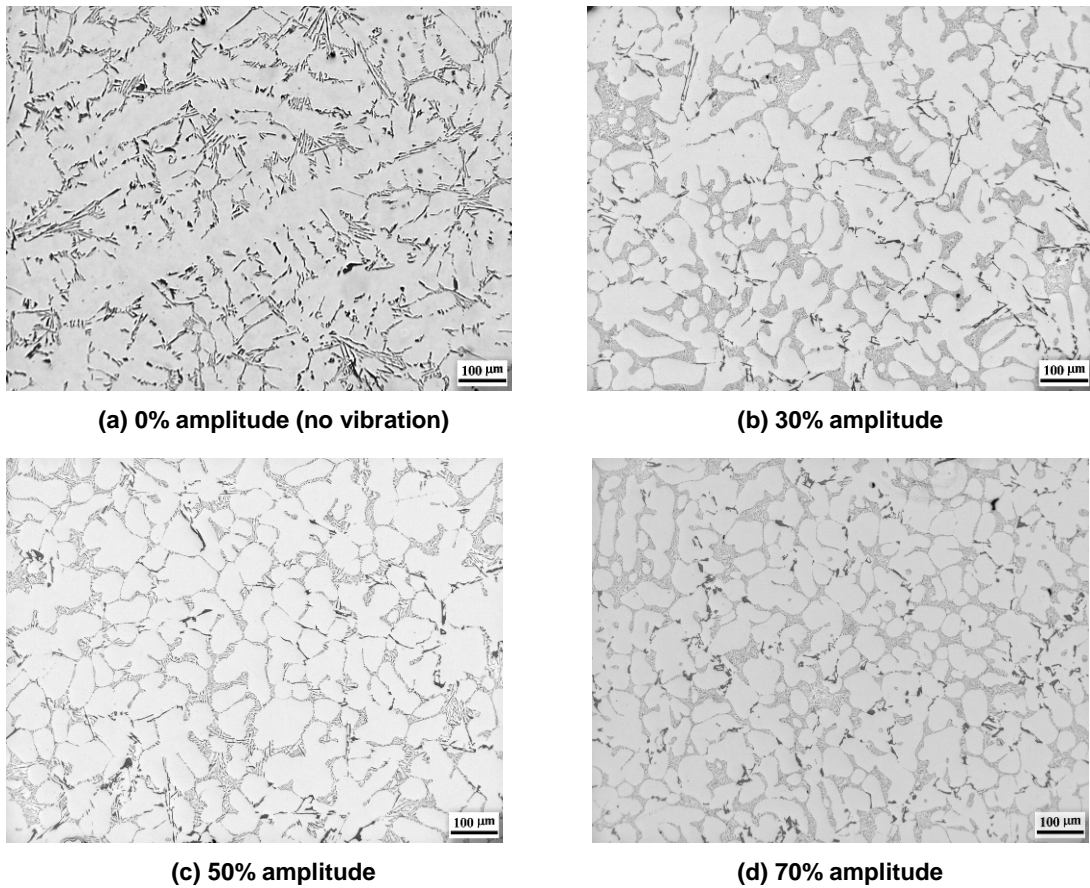 100 µm
100 µm
(a) 0% amplitude (no vibration)
(b) 30% amplitude
100 µm
100 µm
(c) 50% amplitude
(d) 70% amplitude